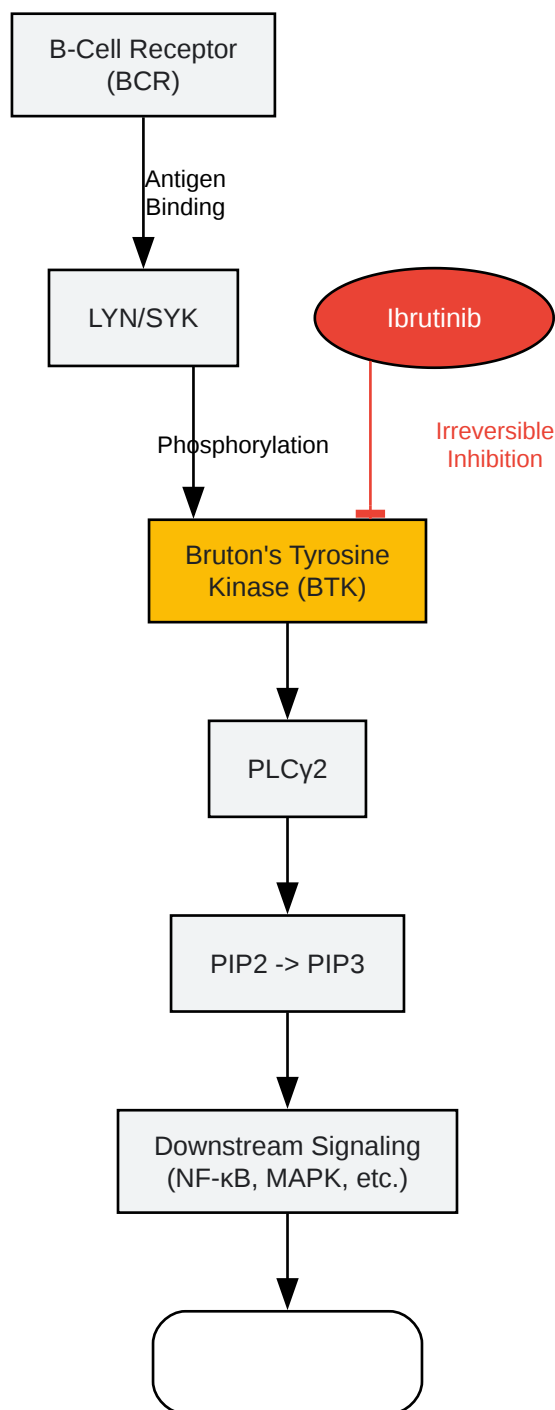 B-Cell Receptor
(BCR)
Antigen
Binding
LYN/SYK
Ibrutinib
Phosphorylation
Irreversible
Inhibition
Bruton's Tyrosine
Kinase (BTK)
PLCγ2
PIP2 -> PIP3
Downstream Signaling
(NF-κB, MAPK, etc.)